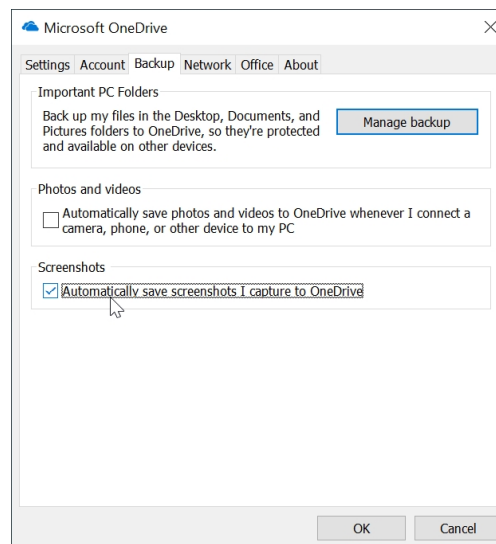 Microsoft OneDrive
Settings Account Backup Network Office About
Important PC Folders
Back up my files in the Desktop, Documents, and
Pictures folders to OneDrive, so they're protected
and available on other devices.
Manage backup
Photos and videos
Automatically save photos and videos to OneDrive whenever I connect a
camera, phone, or other device to my PC
Screenshots
Automatically save screenshots I capture to OneDrive
OK Cancel